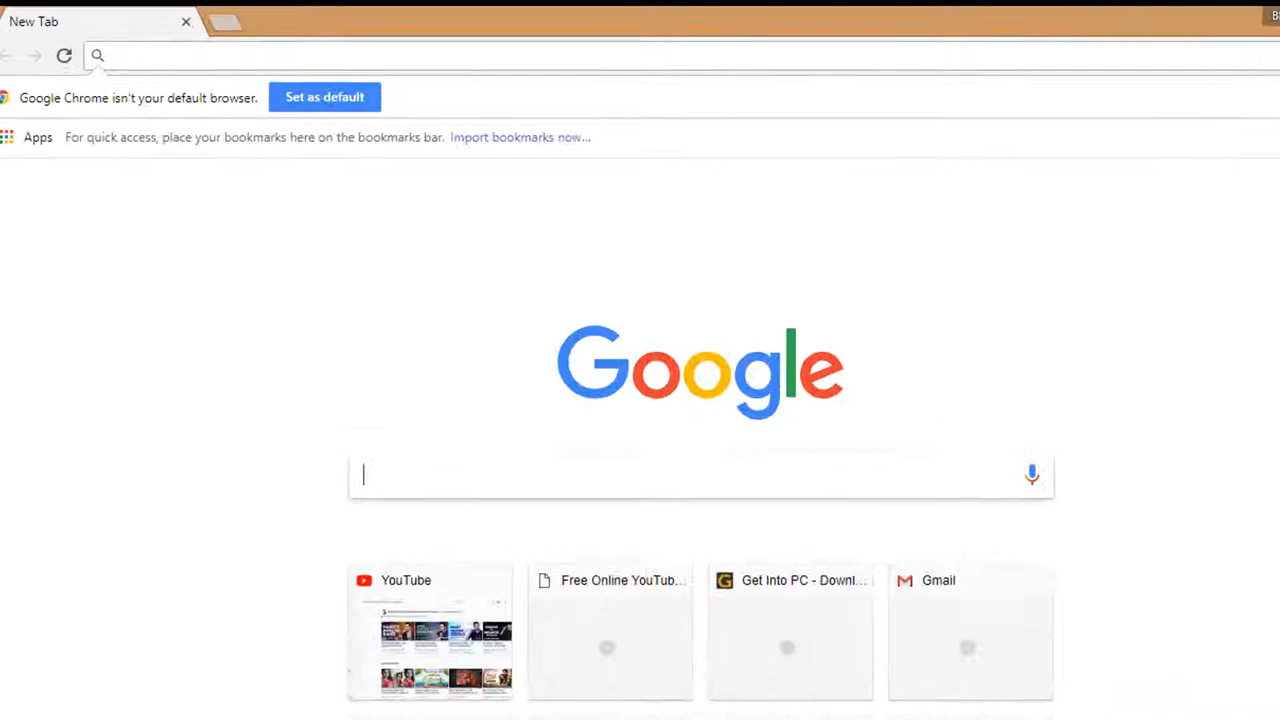 New Tab
Google Chrome isn't your default browser. Set as default
Apps For quick access, place your bookmarks here on the bookmarks bar. Import bookmarks now...
Google
YouTube Free Online YouTub... Get Into PC - Downl... Gmail